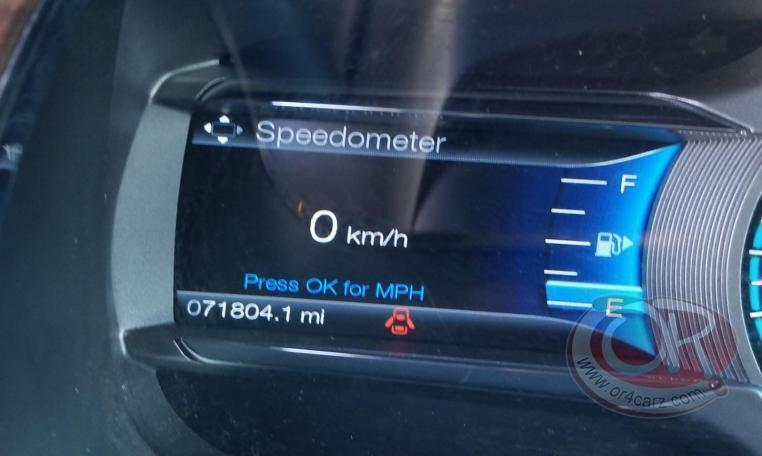 Speedometer
F
0 km/h
Press OK for MPH
E
071804.1 mi
OR
www.or4carz.com